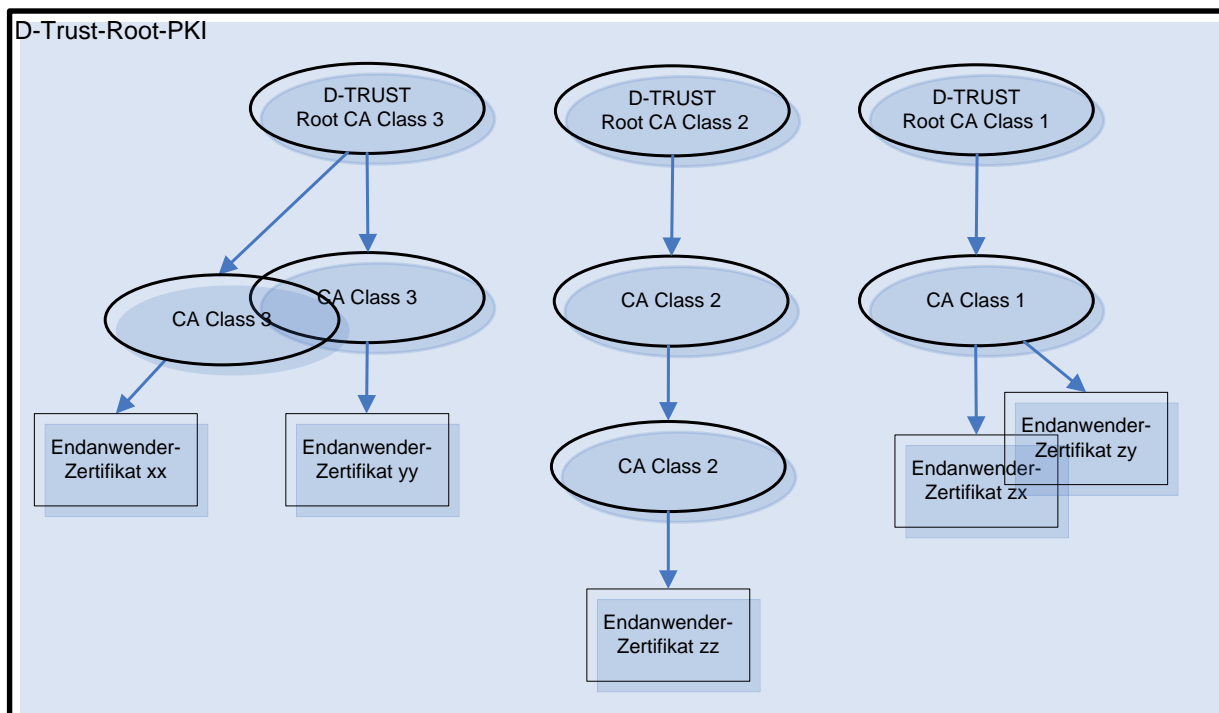 D-Trust-Root-PKI
D-TRUST
Root CA Class 3
D-TRUST
Root CA Class 2
D-TRUST
Root CA Class 1
CA Class 3
CA Class 3
CA Class 2
CA Class 1
Endanwender-
Zertifikat xx
Endanwender-
Zertifikat yy
CA Class 2
Endanwender-
Zertifikat zx
Endanwender-
Zertifikat zy
Endanwender-
Zertifikat zz